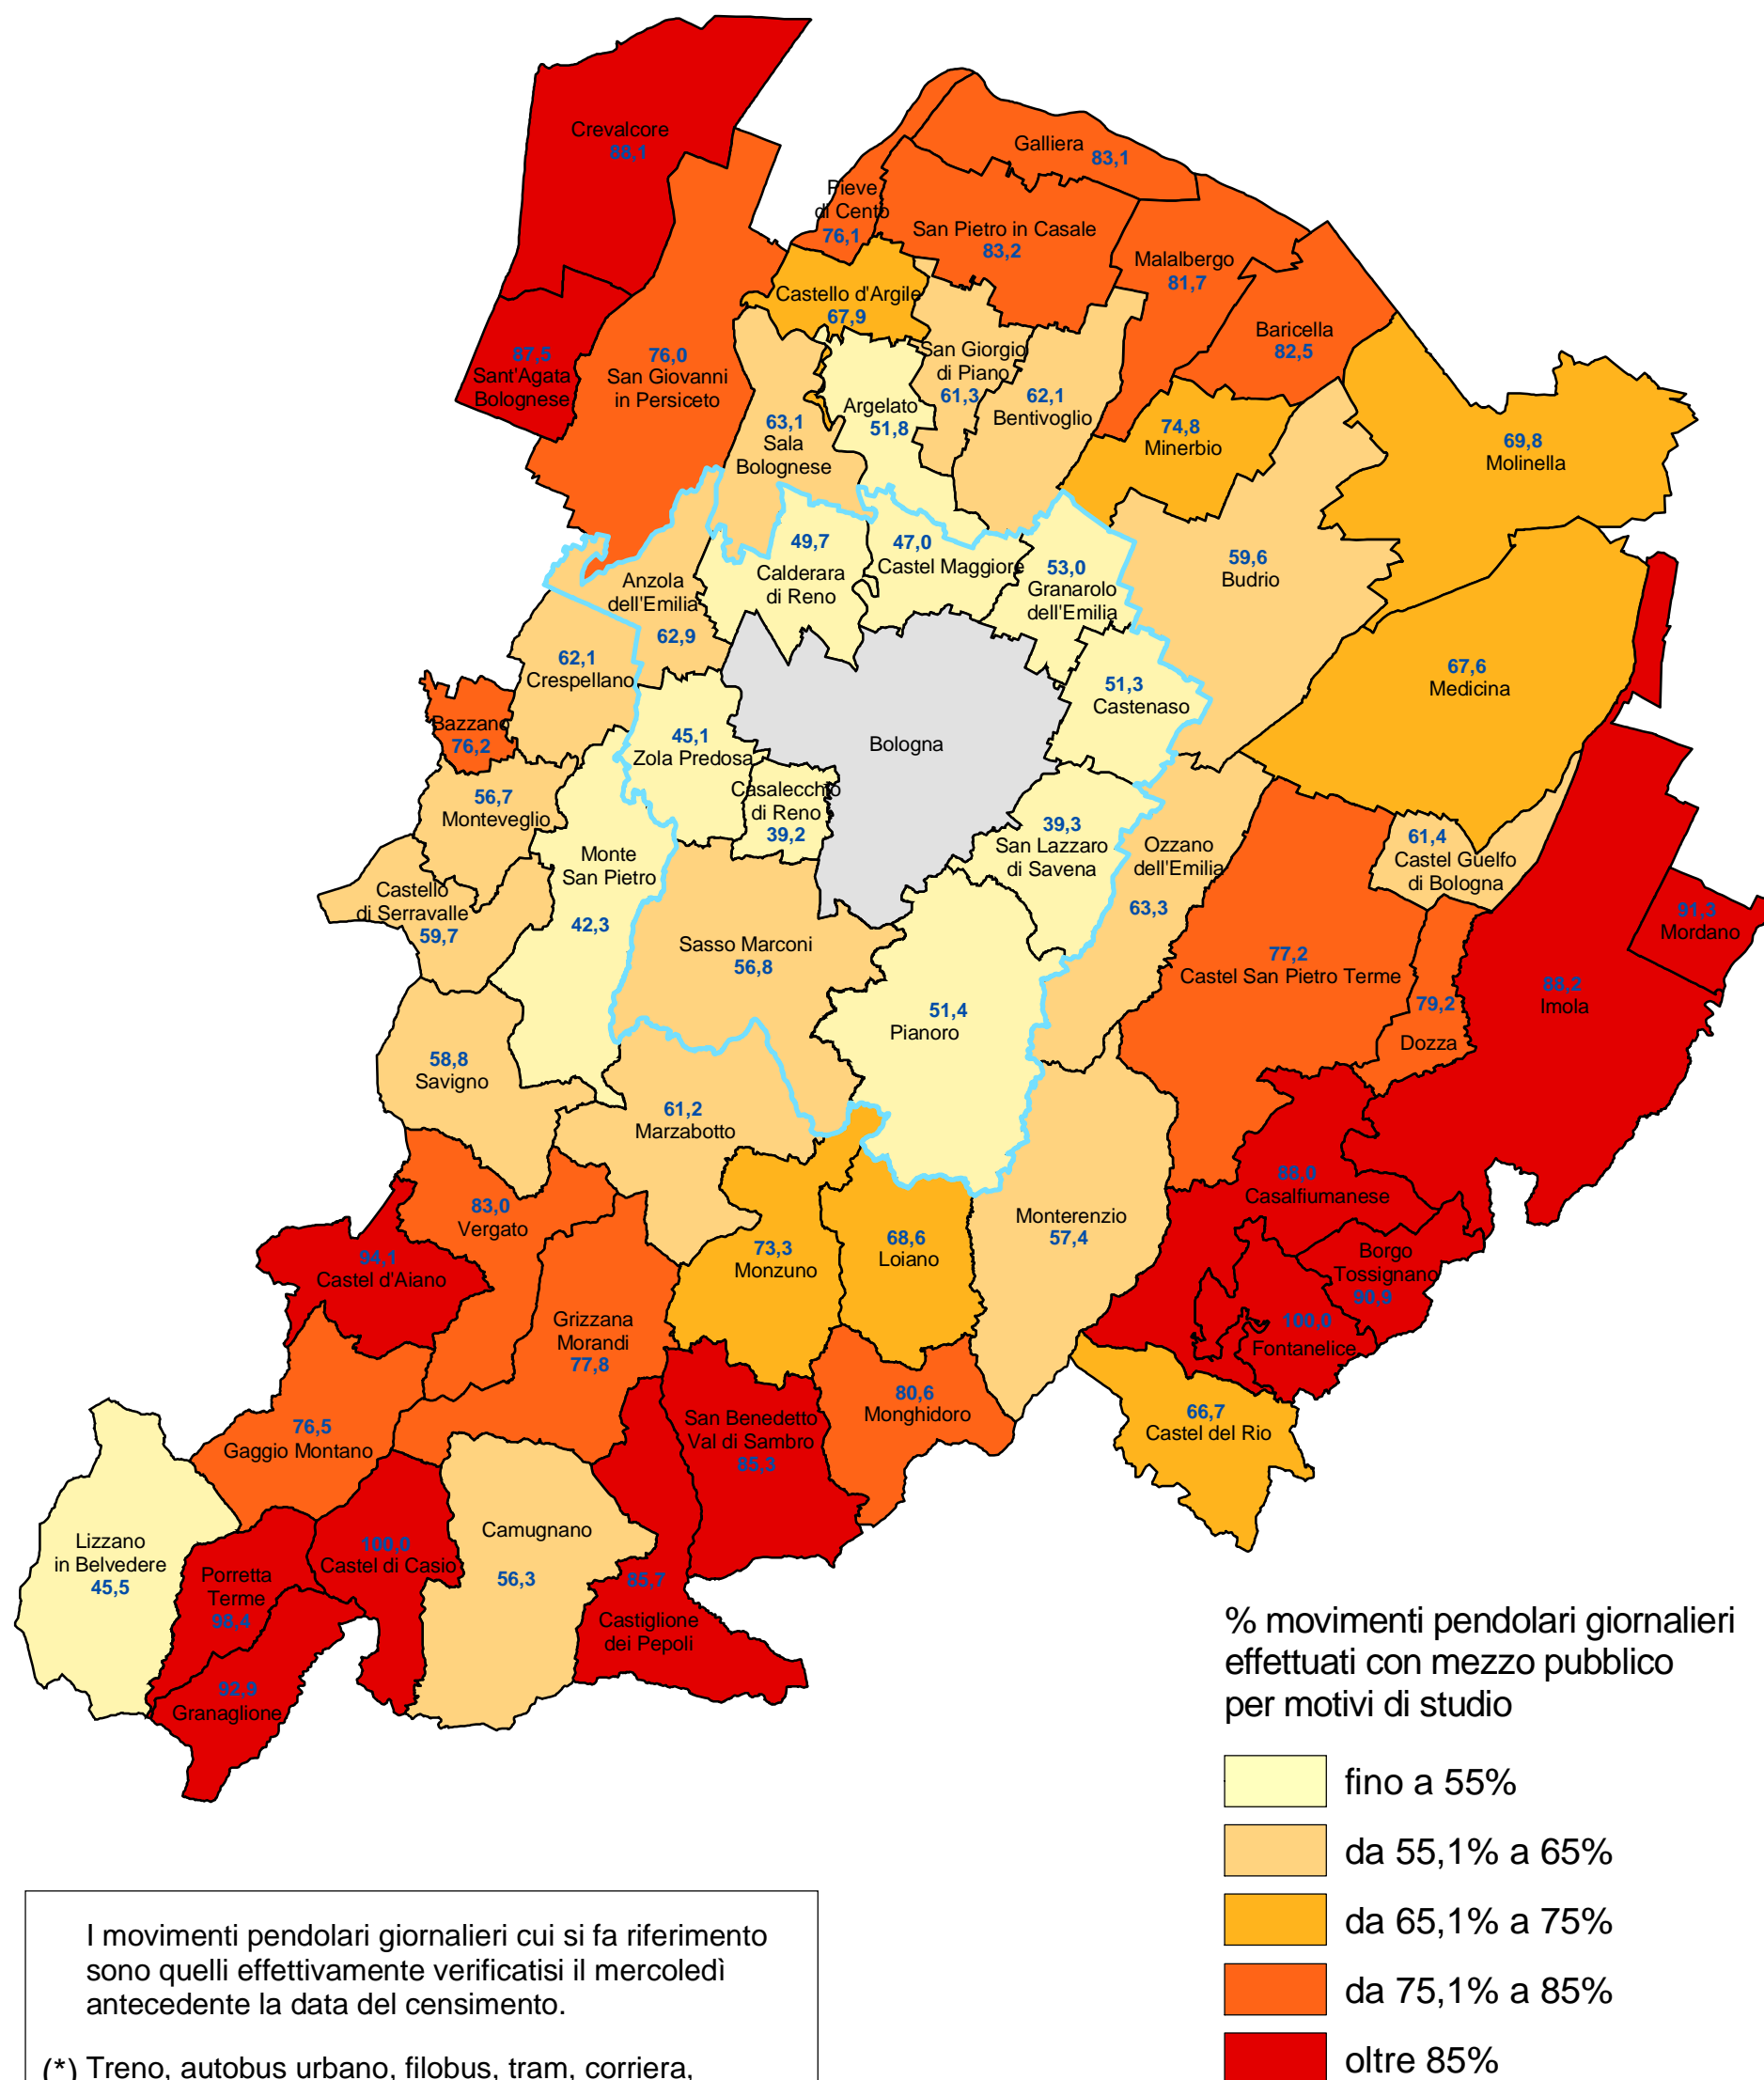 Crevalcore
88,1
Galliera
83,1
Pieve
di Cento
76,1
San Pietro in Casale
83,2
Malalbergo
81,7
Castello d'Argile
67,9
Baricella
82,5
87,5
Sant'Agata
Bolognese
76,0
San Giovanni
in Persiceto
San Giorgio
di Piano
61,3
62,1
Bentivoglio
Argelato
51,8
63,1
Sala
Bolognese
74,8
Minerbio
69,8
Molinella
49,7
Calderara
di Reno
47,0
Castel Maggiore
53,0
Granarolo
dell'Emilia
59,6
Budrio
Anzola
dell'Emilia
62,9
62,1
Crespellano
51,3
Castenaso
67,6
Medicina
Bazzano
76,2
45,1
Zola Predosa
Bologna
Casalecchio
di Reno
39,2
56,7
Monteveglio
39,3
San Lazzaro
di Savena
Ozzano
dell'Emilia
63,3
61,4
Castel Guelfo
di Bologna
Monte
San Pietro
42,3
Castello
di Serravalle
59,7
91,3
Mordano
Sasso Marconi
56,8
77,2
Castel San Pietro Terme
88,2
Imola
79,2
Dozza
51,4
Pianoro
58,8
Savigno
61,2
Marzabotto
88,0
Casalfiumanese
83,0
Vergato
Monterenzio
57,4
73,3
Monzuno
68,6
Loiano
94,1
Castel d'Aiano
Borgo
Tossignano
90,9
Grizzana
Morandi
77,8
100,0
Fontanelice
80,6
Monghidoro
San Benedetto
Val di Sambro
85,3
66,7
Castel del Rio
76,5
Gaggio Montano
Camugnano
56,3
Lizzano
in Belvedere
45,5
100,0
Castel di Casio
Porretta
Terme
98,4
85,7
Castiglione
dei Pepoli
92,9
Granaglione
% movimenti pendolari giornalieri
effettuati con mezzo pubblico
per motivi di studio
fino a 55%
da 55,1% a 65%
da 65,1% a 75%
da 75,1% a 85%
oltre 85%
I movimenti pendolari giornalieri cui si fa riferimento
sono quelli effettivamente verificatisi il mercoledì
antecedente la data del censimento.
(*) Treno, autobus urbano, filobus, tram, corriera,